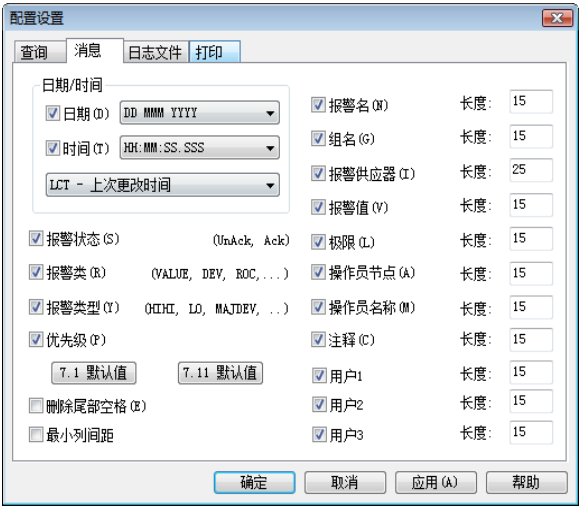 配置设置
查询 消息 日志文件 打印
日期/时间
日期(D) DD MMM YYYY
时间(T) HH:MM:SS.SSS
LCT - 上次更改时间
报警状态(S) (UnAck, Ack)
报警类(R) (VALUE, DEV, ROC,...)
报警类型(Y) (HIHI, LO, MAJDEV, ..)
优先级(P)
7.1 默认值 7.11 默认值
删除尾部空格(E)
最小列间距
报警名(N) 长度: 15
组名(G) 长度: 15
报警供应器(I) 长度: 25
报警值(V) 长度: 15
极限(L) 长度: 15
操作员节点(A) 长度: 15
操作员名称(M) 长度: 15
注释(C) 长度: 15
用户1 长度: 15
用户2 长度: 15
用户3 长度: 15
确定 取消 应用(A) 帮助